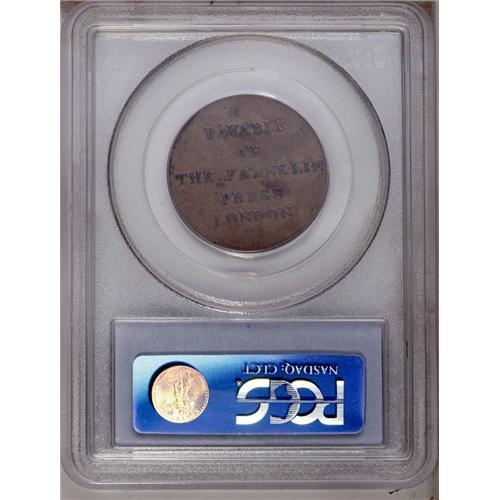 PAYABLE
AT
THE FRANKLIN
PRESS
LONDON
PCGS
NASDAQ: CLCT